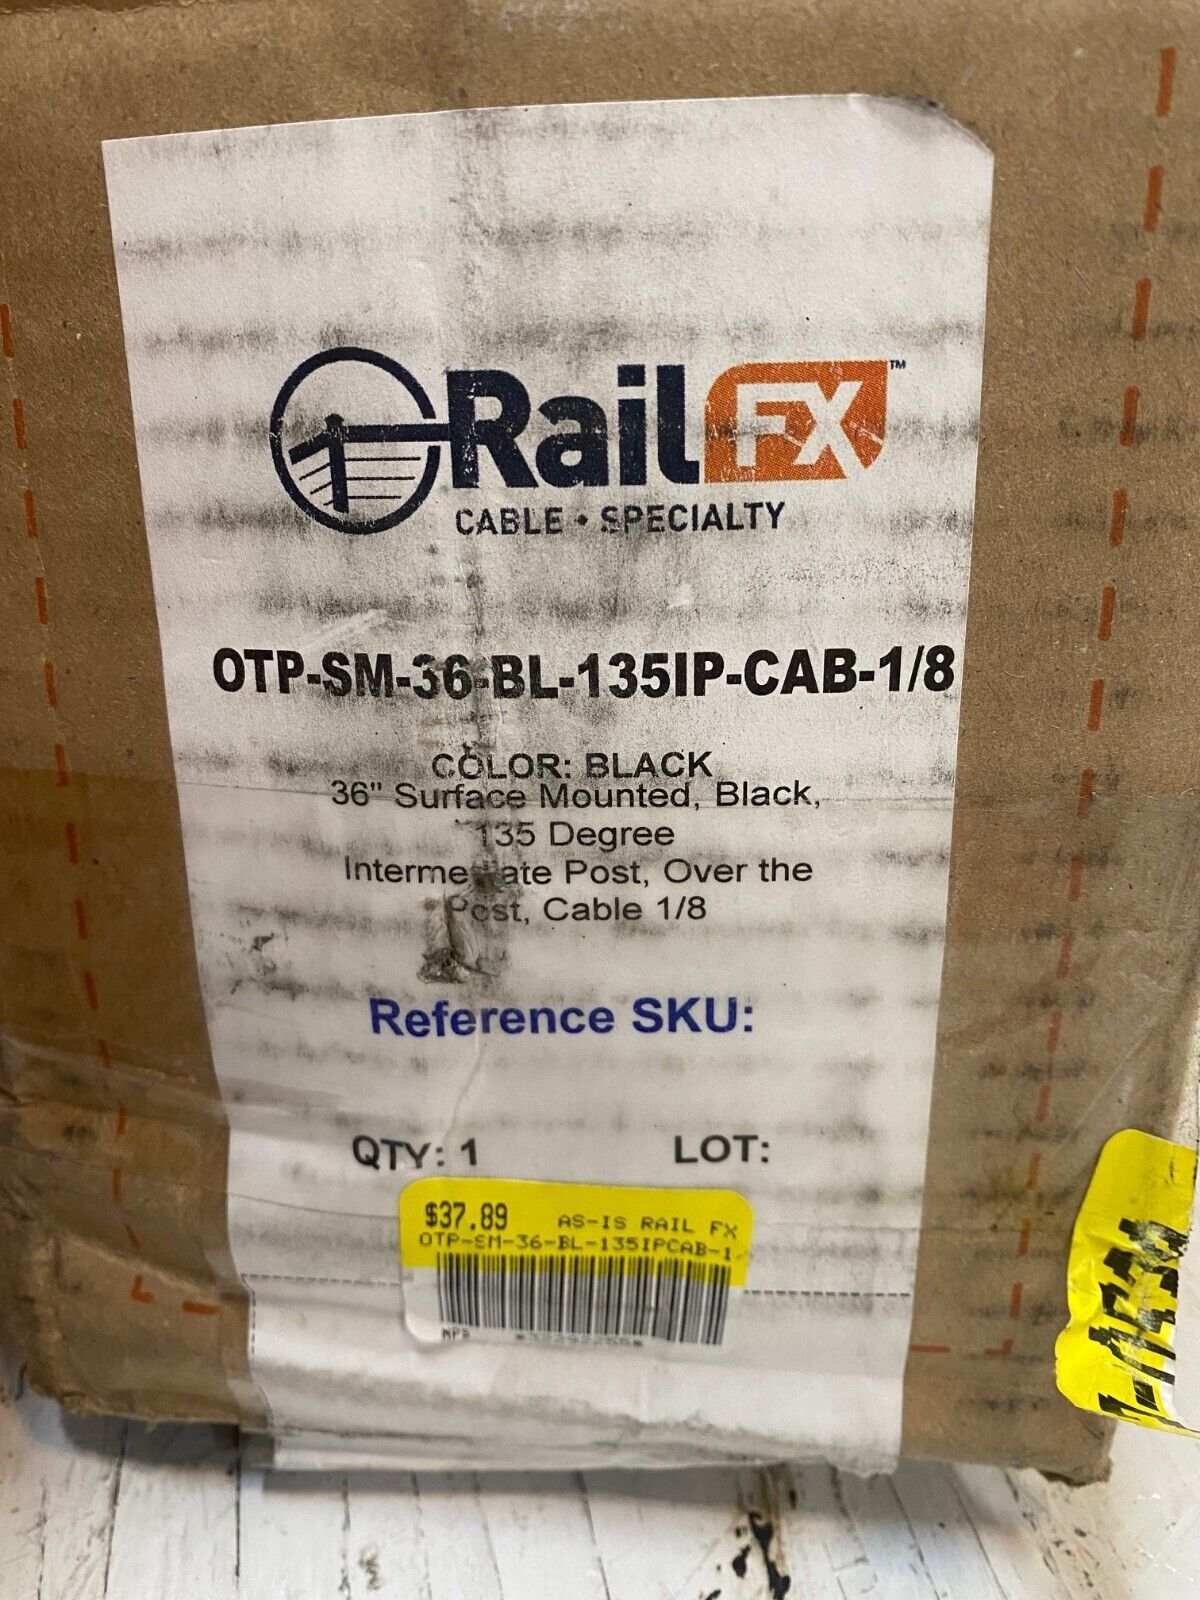 RailFX™
CABLE • SPECIALTY
OTP-SM-36-BL-135IP-CAB-1/8
COLOR: BLACK
36" Surface Mounted, Black,
135 Degree
Intermediate Post, Over the
Post, Cable 1/8
Reference SKU:
QTY: 1 LOT:
$37.89 AS-IS RAIL FX
OTP-SM-36-BL-135IPCAB-1